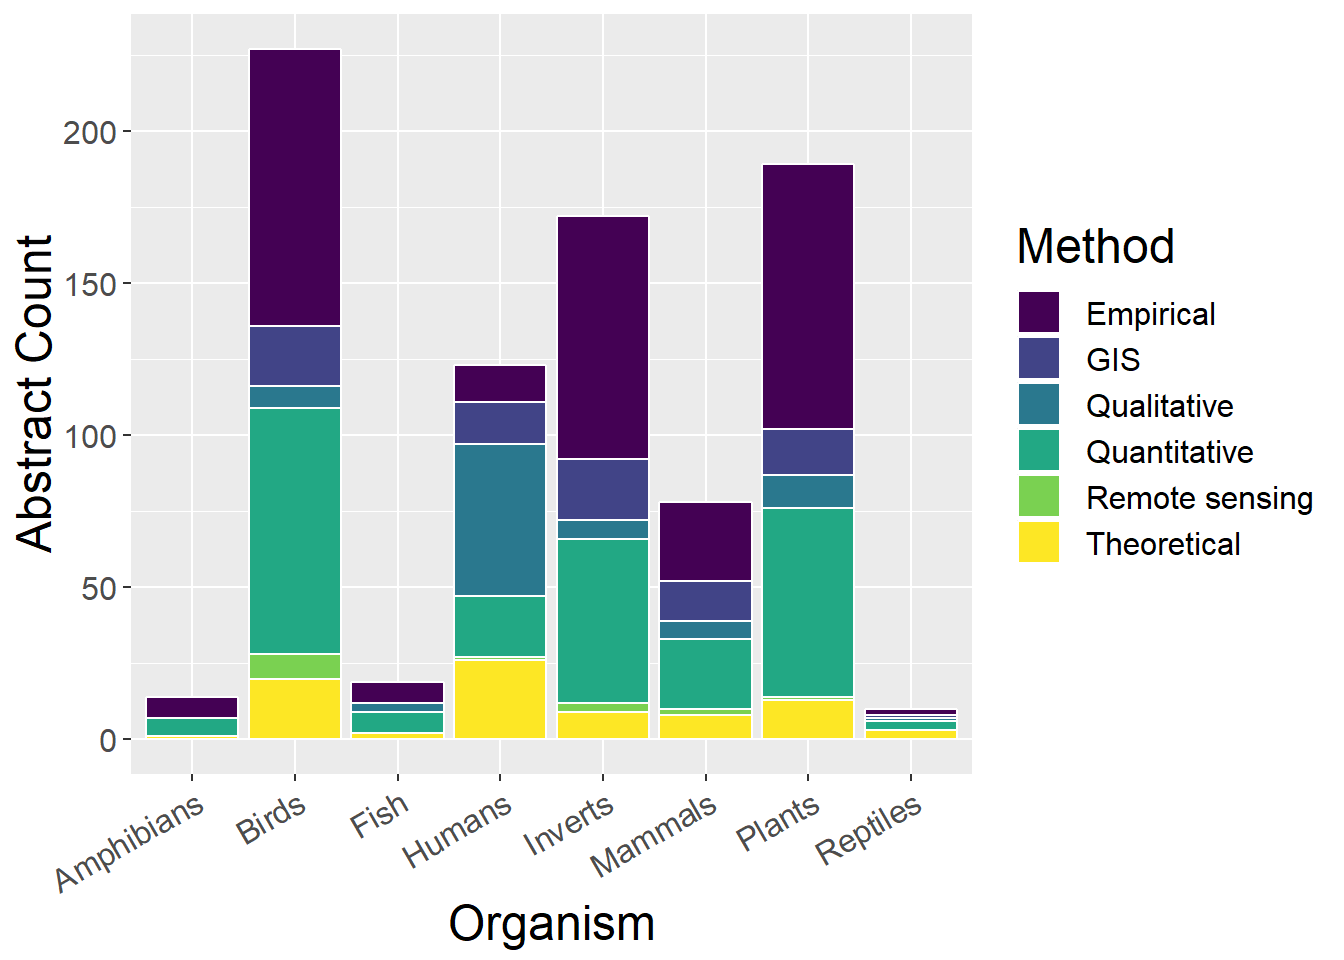 Abstract Count
200
150
100
50
0
Amphibians
Birds
Fish
Humans
Inverts
Mammals
Plants
Reptiles
Organism
Method
Empirical
GIS
Qualitative
Quantitative
Remote sensing
Theoretical